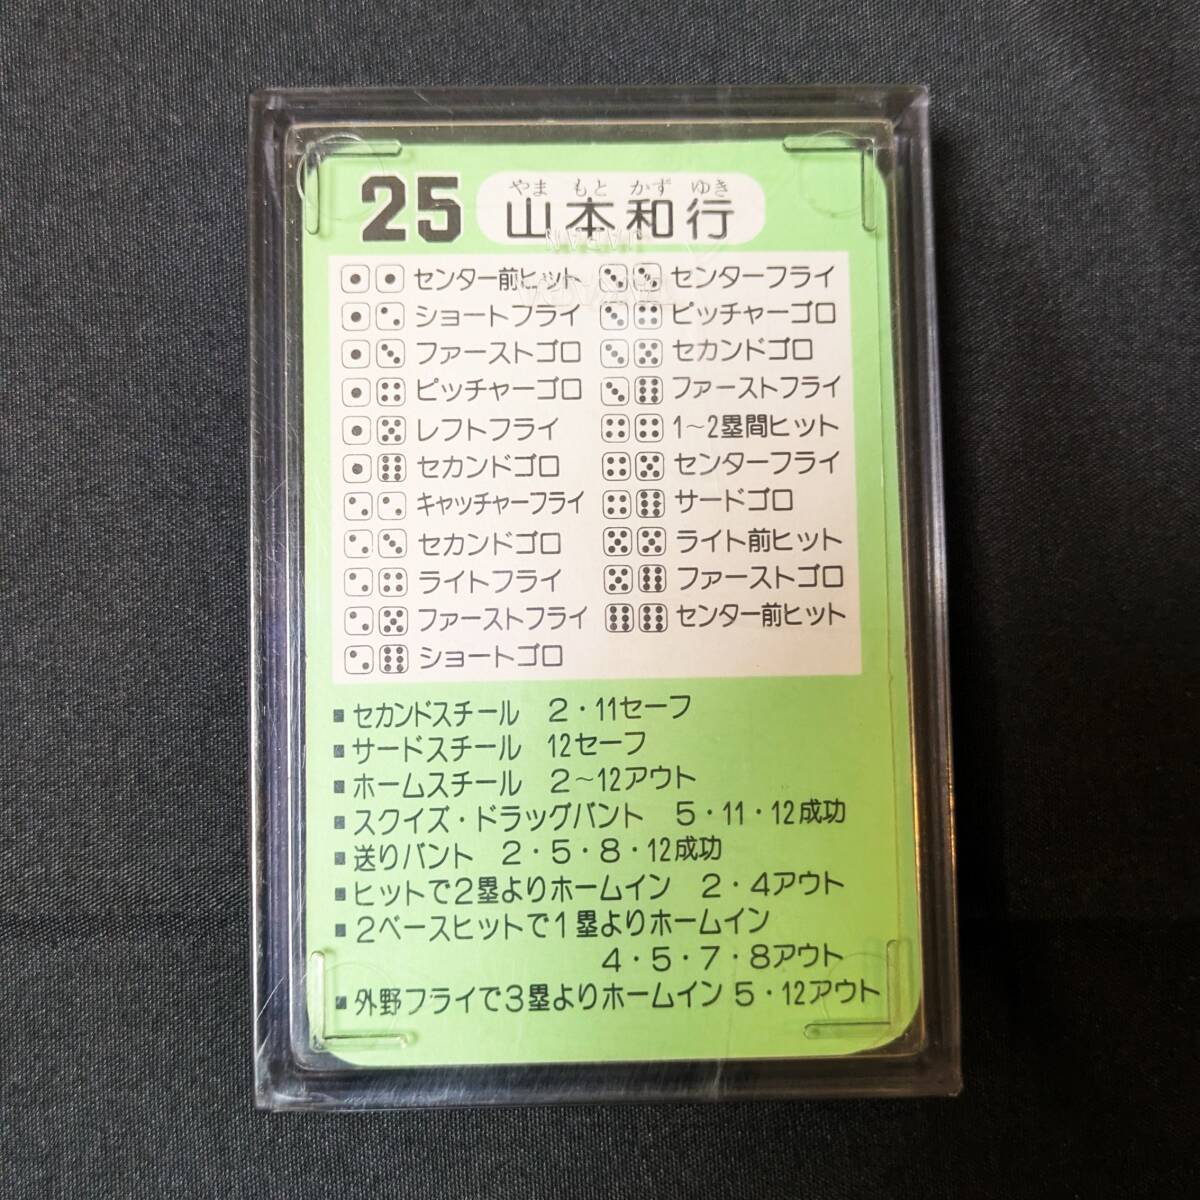 25 山本和行
やま もと かず ゆき
センター前ヒット
ショートフライ
ファーストゴロ
ピッチャーゴロ
レフトフライ
セカンドゴロ
キャッチャーフライ
セカンドゴロ
ライトフライ
ファーストフライ
ショートゴロ
センターフライ
ピッチャーゴロ
セカンドゴロ
ファーストフライ
1〜2塁間ヒット
センターフライ
サードゴロ
ライト前ヒット
ファーストゴロ
センター前ヒット
■セカンドスチール 2・11セーフ
■サードスチール 12セーフ
■ホームスチール 2〜12アウト
■スクイズ・ドラッグバント 5・11・12成功
■送りバント 2・5・8・12成功
■ヒットで2塁よりホームイン 2・4アウト
■2ベースヒットで1塁よりホームイン
4・5・7・8アウト
■外野フライで3塁よりホームイン 5・12アウト